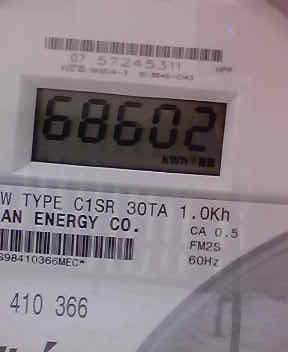 07 57245311
68602
kWh
W TYPE C1SR 30TA 1.0Kh
AN ENERGY CO.
CA 0.5
FM2S
S98410366MEC*
60Hz
410 366